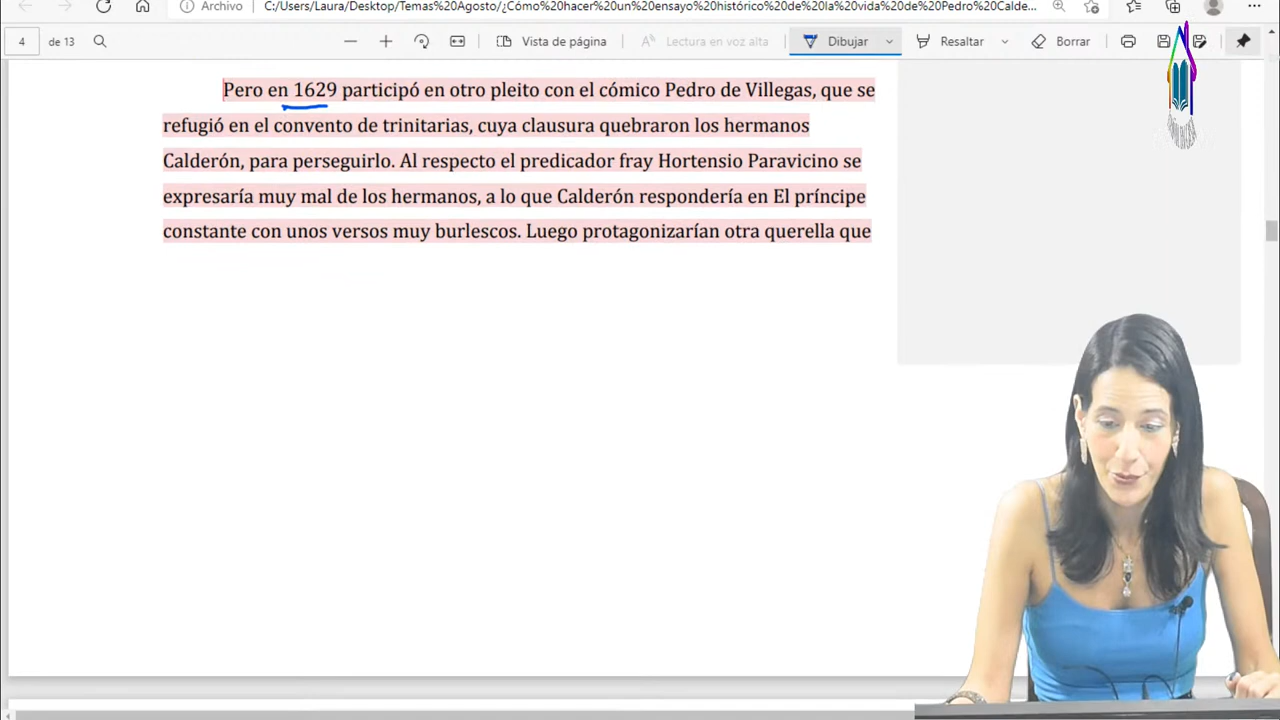 Archivo
C:/Users/Laura/Desktop/Temas%20Agosto/¿Cómo%20hacer%20un%20ensayo%20histórico%20de%20la%20vida%20de%20Pedro%20Calde...
4 de 13
Vista de página
Lectura en voz alta
Dibujar
Resaltar
Borrar
Pero en 1629 participó en otro pleito con el cómico Pedro de Villegas, que se
refugió en el convento de trinitarias, cuya clausura quebraron los hermanos
Calderón, para perseguirlo. Al respecto el predicador fray Hortensio Paravicino se
expresaría muy mal de los hermanos, a lo que Calderón respondería en El príncipe
constante con unos versos muy burlescos. Luego protagonizarían otra querella que